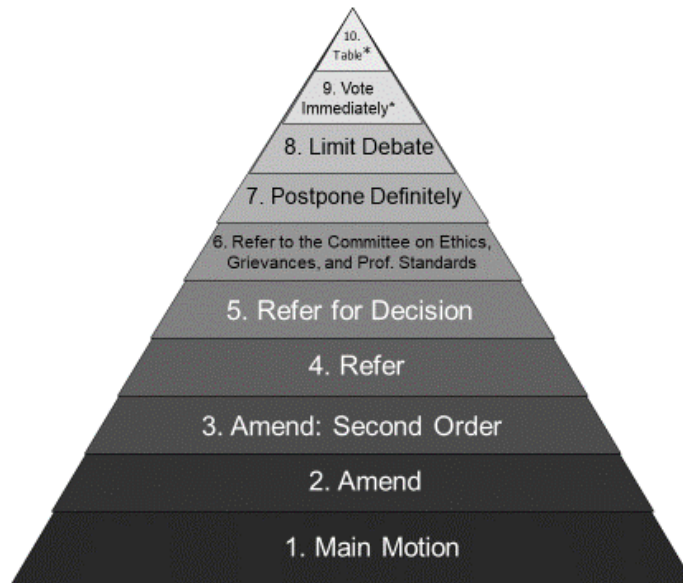 10.
Table*
9. Vote
Immediately*
8. Limit Debate
7. Postpone Definitely
6. Refer to the Committee on Ethics,
Grievances, and Prof. Standards
5. Refer for Decision
4. Refer
3. Amend: Second Order
2. Amend
1. Main Motion